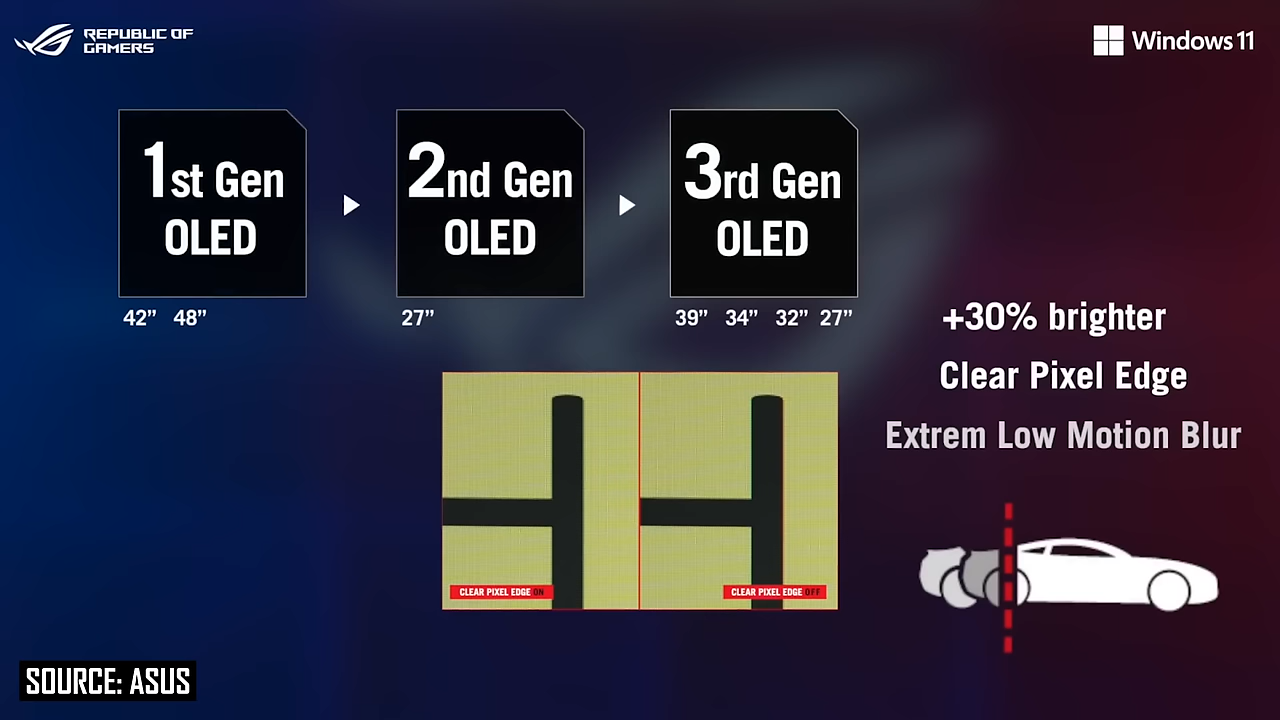 REPUBLIC OF
GAMERS
Windows 11
1st Gen
OLED
2nd Gen
OLED
3rd Gen
OLED
42” 48”
27”
39” 34” 32” 27”
+30% brighter
Clear Pixel Edge
Extrem Low Motion Blur
CLEAR PIXEL EDGE ON
CLEAR PIXEL EDGE OFF
SOURCE: ASUS